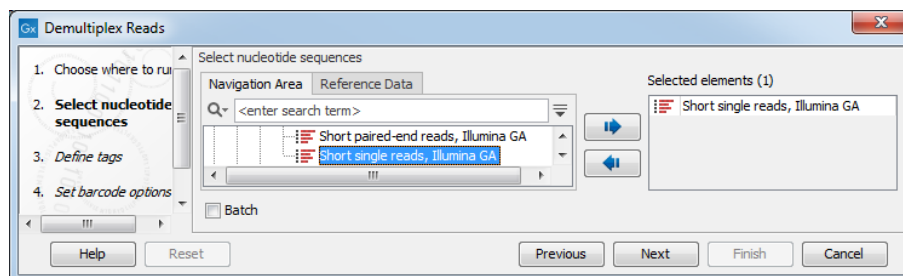 Gx Demultiplex Reads
1. Choose where to run
2. Select nucleotide
sequences
3. Define tags
4. Set barcode options
Select nucleotide sequences
Navigation Area Reference Data
<enter search term>
Short paired-end reads, Illumina GA
Short single reads, Illumina GA
Batch
Selected elements (1)
Short single reads, Illumina GA
Help Reset Previous Next Finish Cancel